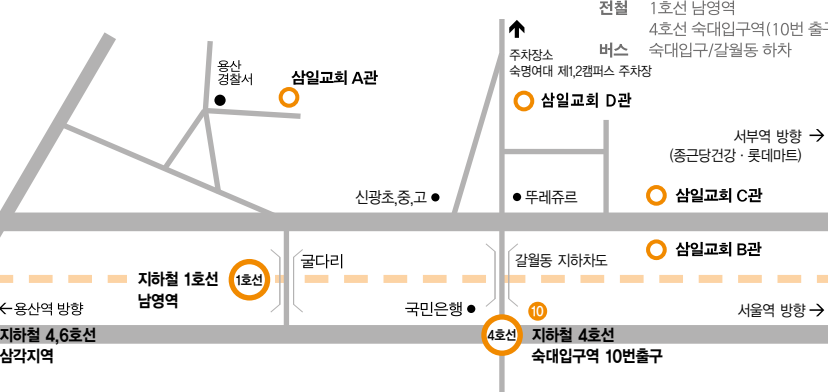 전철 1호선 남영역
4호선 숙대입구역(10번 출구
버스 숙대입구/갈월동 하차
주차장소
숙명여대 제1,2캠퍼스 주차장
용산
경찰서
삼일교회 A관
삼일교회 D관
서부역 방향
(종근당건강 · 롯데마트)
신광초,중,고
뚜레쥬르
삼일교회 C관
삼일교회 B관
굴다리
갈월동 지하차도
지하철 1호선
남영역
1호선
용산역 방향
국민은행
10
서울역 방향
지하철 4,6호선
삼각지역
4호선
지하철 4호선
숙대입구역 10번출구